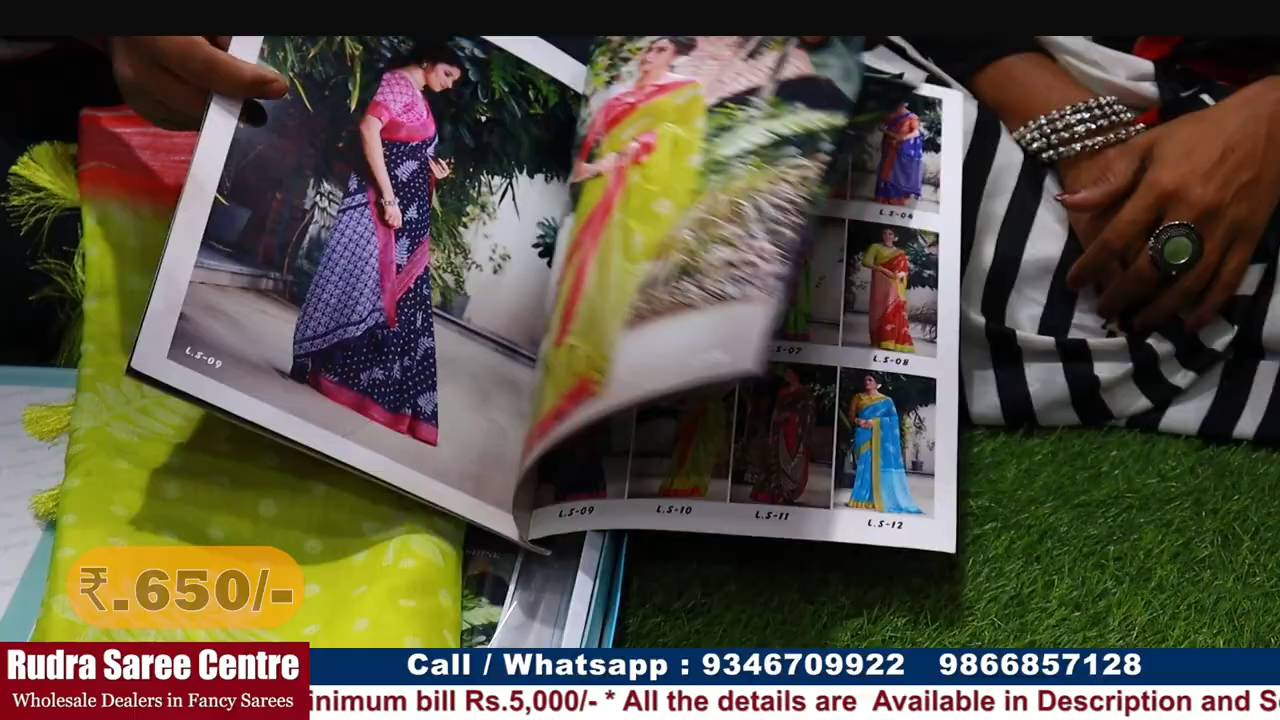 L.S-04
L.S-09
L.S-07
L.S-08
L.S-09
L.S-10
L.S-11
L.S-12
₹.650/-
Rudra Saree Centre
Call / Whatsapp : 9346709922 9866857128
Wholesale Dealers in Fancy Sarees
inimum bill Rs.5,000/- * All the details are Available in Description and S